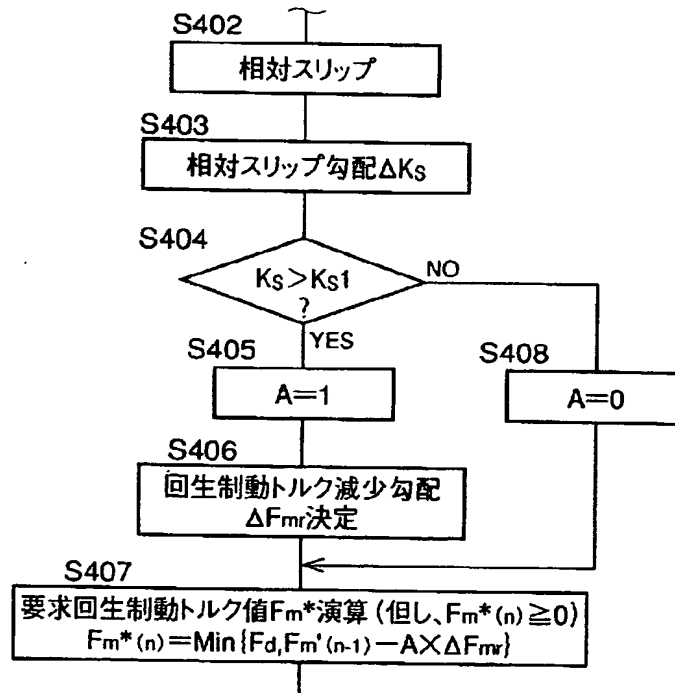 S402
相対スリップ
S403
相対スリップ勾配ΔKS
S404
KS>KS1
?
NO
YES
S405
A=1
S408
A=0
S406
回生制動トルク減少勾配
ΔFmr決定
S407
要求回生制動トルク値Fm*演算(但し、Fm*(n)≧0)
Fm*(n)=Min{Fd,Fm'(n-1)-A×ΔFmr}